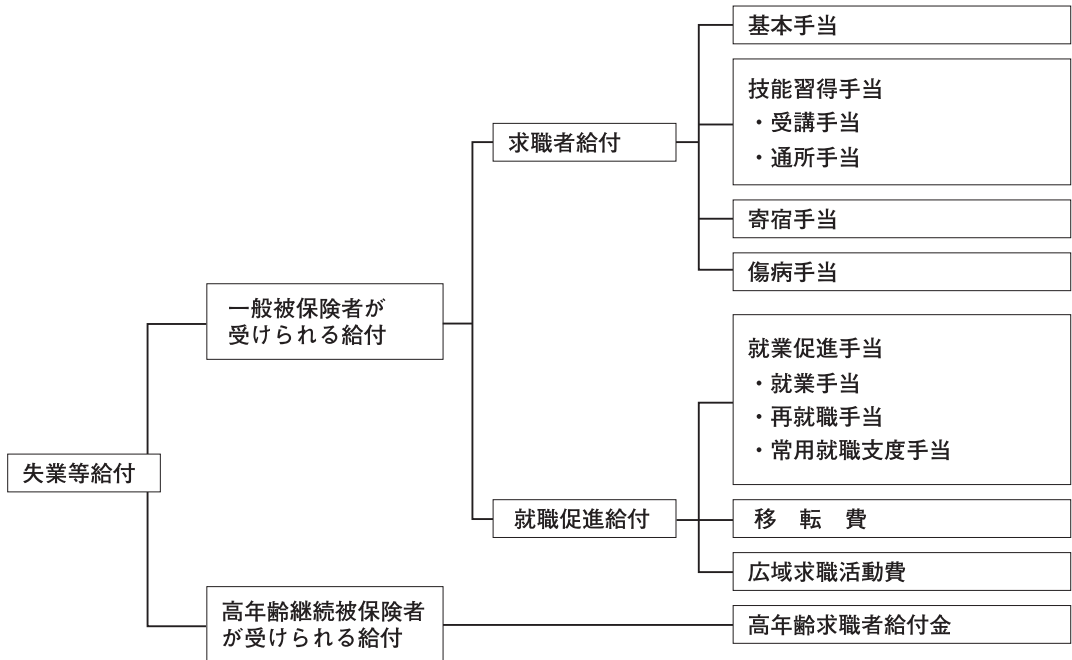 失業等給付
一般被保険者が
受けられる給付
求職者給付
基本手当
技能習得手当
・受講手当
・通所手当
寄宿手当
傷病手当
就職促進給付
就業促進手当
・就業手当
・再就職手当
・常用就職支度手当
移　転　費
広域求職活動費
高年齢継続被保険者
が受けられる給付
高年齢求職者給付金